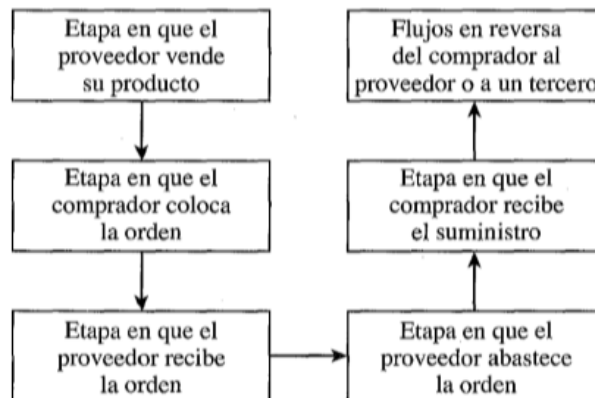 Etapa en que el
proveedor vende
su producto
Etapa en que el
comprador coloca
la orden
Etapa en que el
proveedor recibe
la orden
Etapa en que el
proveedor abastece
la orden
Etapa en que el
comprador recibe
el suministro
Flujos en reversa
del comprador al
proveedor o a un tercero